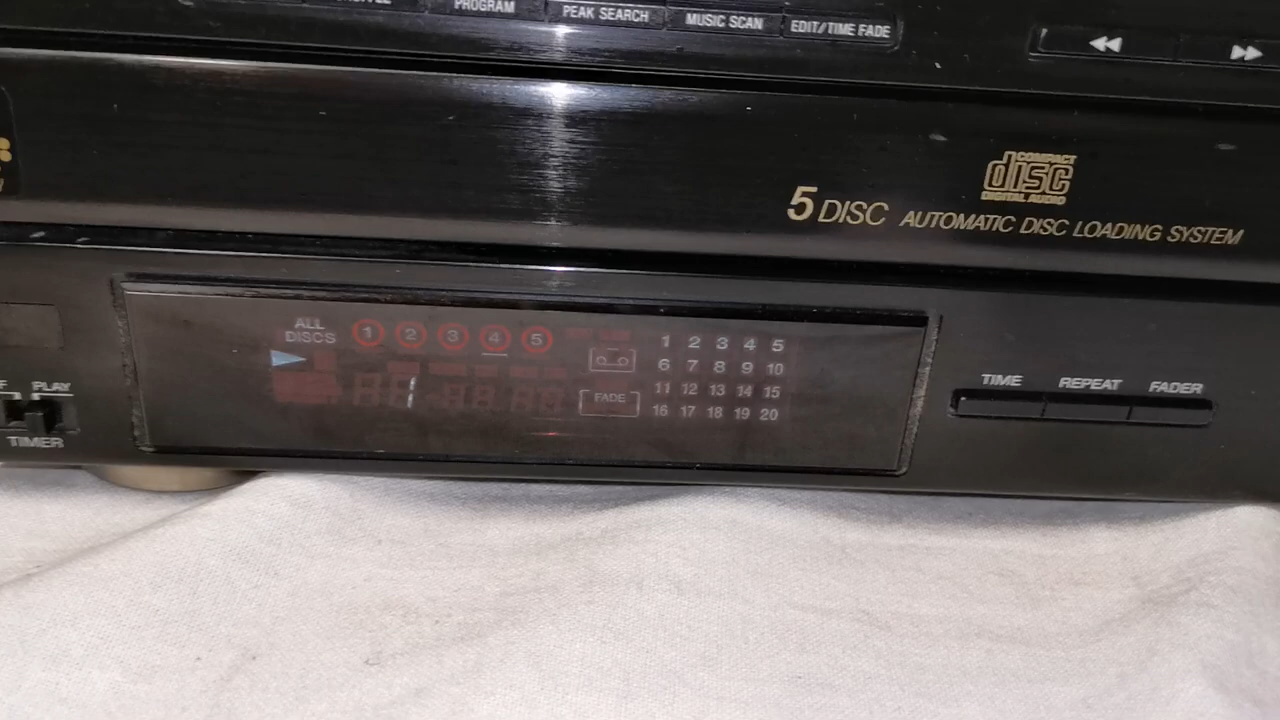 PROGRAM
PEAK SEARCH
MUSIC SCAN
EDIT/TIME FADE
COMPACT
disc
DIGITAL AUDIO
5 DISC AUTOMATIC DISC LOADING SYSTEM
ALL
DISCS
1 2 3 4 5
1 2 3 4 5
6 7 8 9 10
11 12 13 14 15
16 17 18 19 20
FADE
PLAY
TIMER
TIME REPEAT FADER